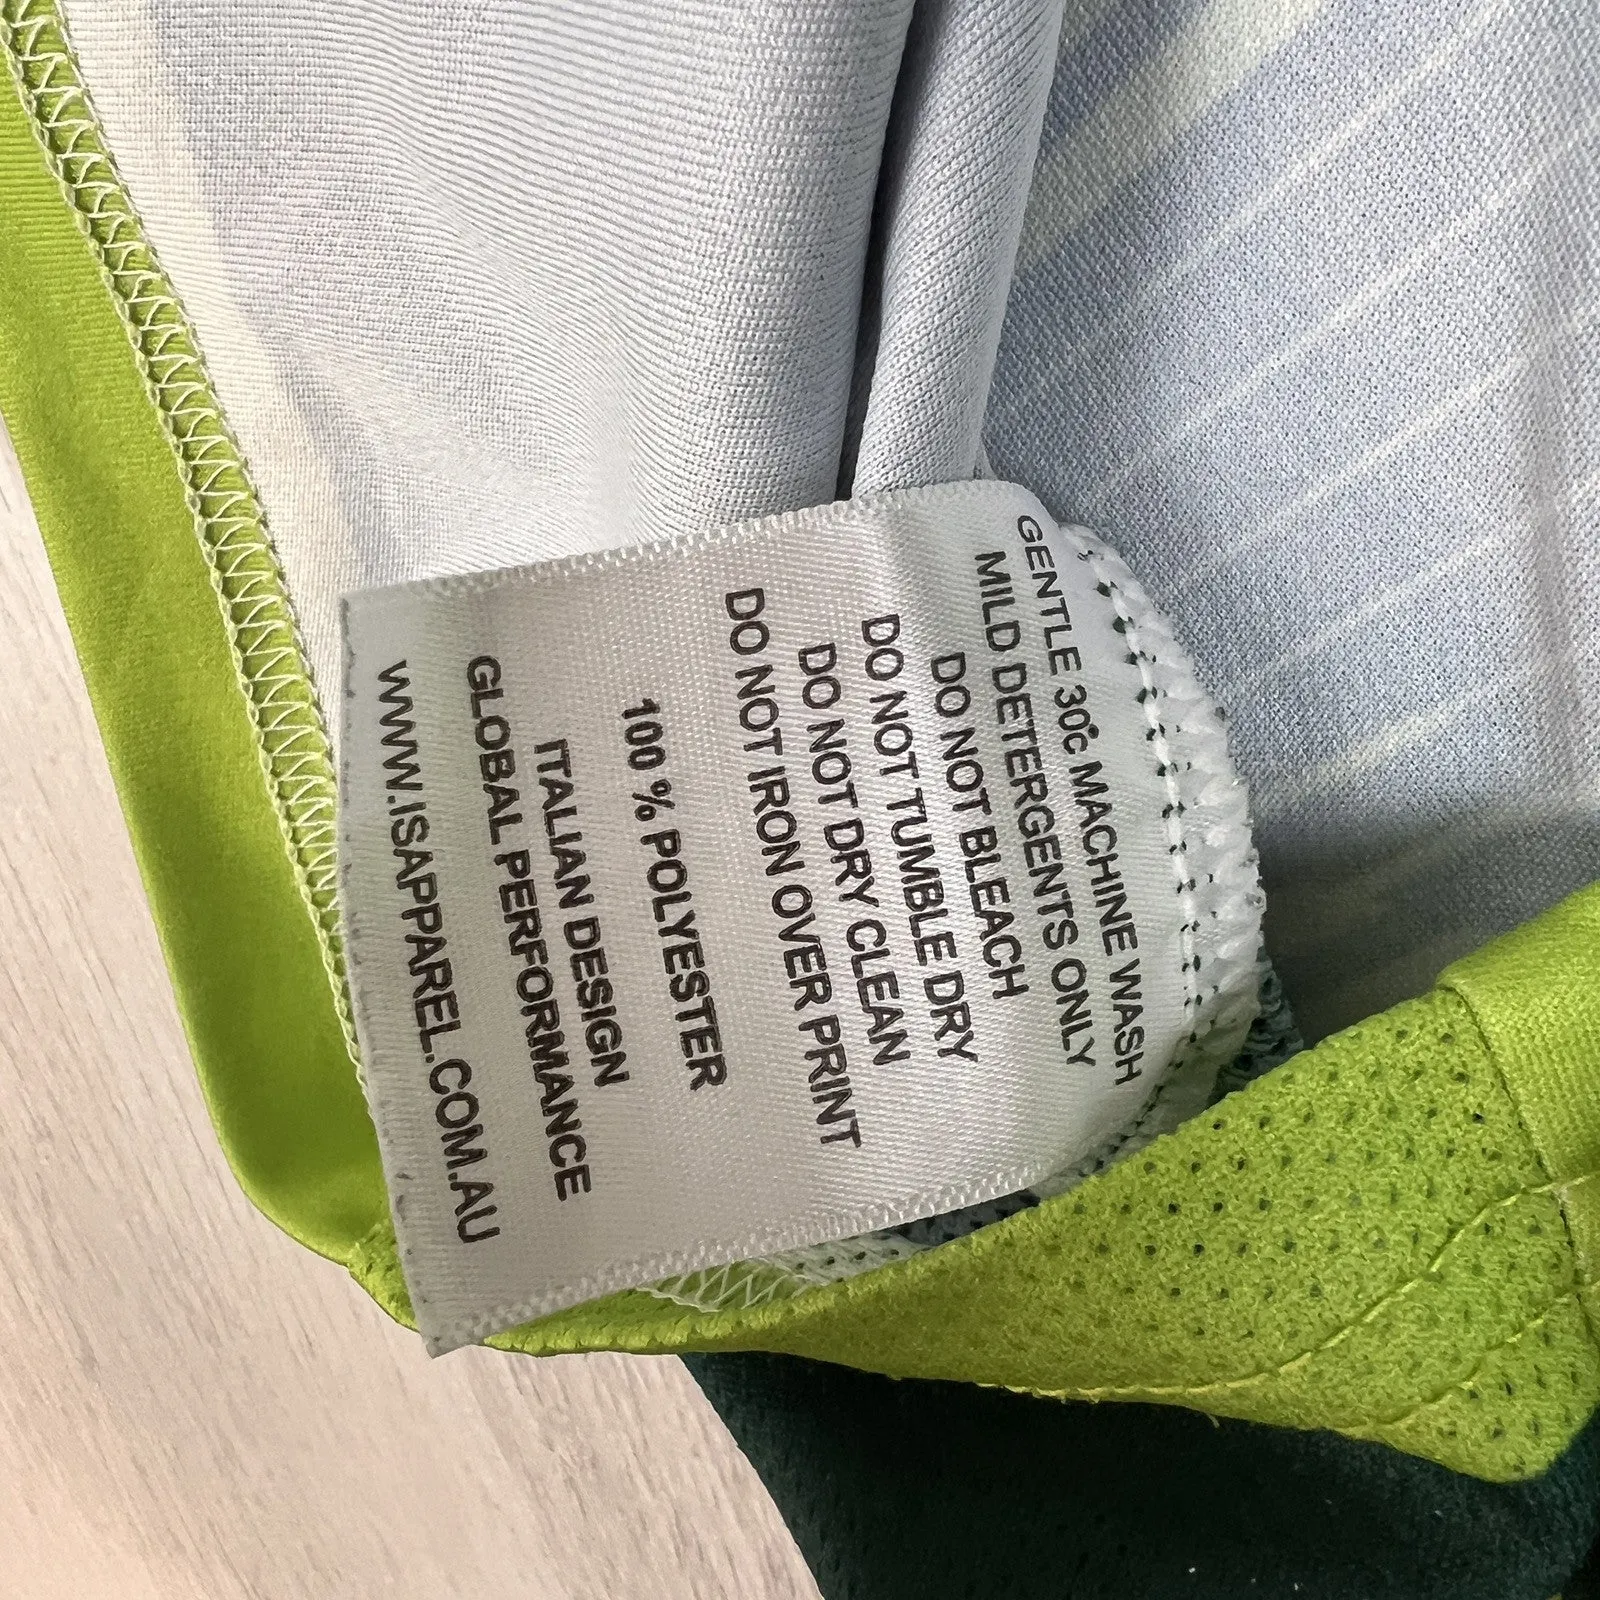 GENTLE 30°c MACHINE WASH
MILD DETERGENTS ONLY
DO NOT BLEACH
DO NOT TUMBLE DRY
DO NOT DRY CLEAN
DO NOT IRON OVER PRINT
100 % POLYESTER
ITALIAN DESIGN
GLOBAL PERFORMANCE
WWW.ISAPPAREL.COM.AU